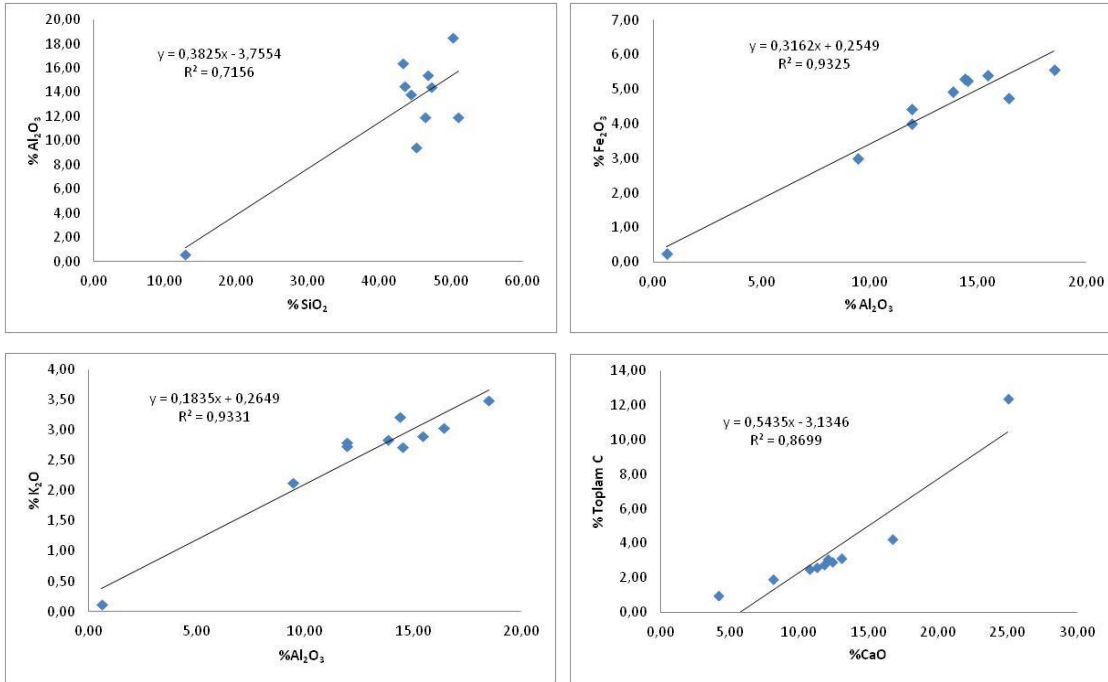 20,00
18,00
16,00
14,00
12,00
10,00
8,00
6,00
4,00
2,00
0,00
% Al₂O₃
y = 0,3825x - 3,7554
R² = 0,7156
0,00 10,00 20,00 30,00 40,00 50,00 60,00
% SiO₂
7,00
6,00
5,00
4,00
3,00
2,00
1,00
0,00
% Fe₂O₃
y = 0,3162x + 0,2549
R² = 0,9325
0,00 5,00 10,00 15,00 20,00
% Al₂O₃
4,00
3,50
3,00
2,50
2,00
1,50
1,00
0,50
0,00
% K₂O
y = 0,1835x + 0,2649
R² = 0,9331
0,00 5,00 10,00 15,00 20,00
%Al₂O₃
14,00
12,00
10,00
8,00
6,00
4,00
2,00
0,00
% Toplam C
y = 0,5435x - 3,1346
R² = 0,8699
0,00 5,00 10,00 15,00 20,00 25,00 30,00
%CaO